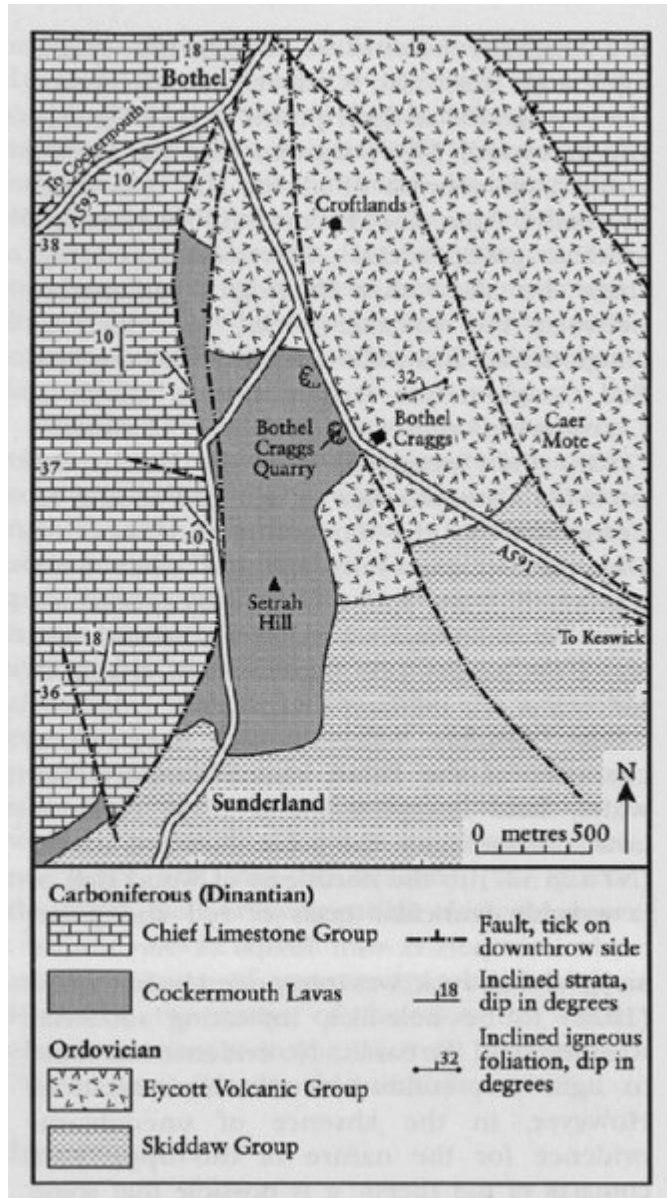 18
19
Bothel
To Cockermouth
A595
10
Croftlands
38
10
5
32
Bothel
Craggs
Quarry
Bothel
Craggs
Caer
Mote
37
10
A591
Setrah
Hill
To Keswick
18
36
N
Sunderland
0 metres 500
Carboniferous (Dinantian)
Chief Limestone Group
Cockermouth Lavas
Ordovician
Eycott Volcanic Group
Skiddaw Group
Fault, tick on
downthrow side
18
Inclined strata,
dip in degrees
32
Inclined igneous
foliation, dip in
degrees